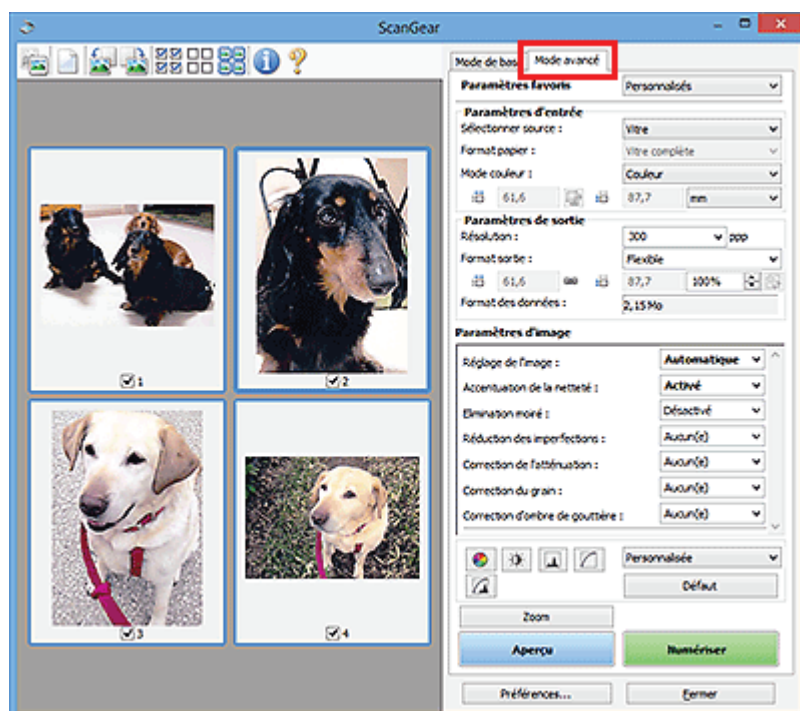 ScanGear
Mode de base Mode avancé
Paramètres favoris Personnalisés
Paramètres d'entrée
Sélectionner source : Vitre
Format papier : Vitre complète
Mode couleur : Couleur
61,6 87,7 mm
Paramètres de sortie
Résolution : 300 ppp
Format sortie : Flexible
61,6 87,7 100%
Format des données : 2,15 Mo
Paramètres d'image
Réglage de l'image : Automatique
Accentuation de la netteté : Activé
Elimination moiré : Désactivé
Réduction des imperfections : Aucun(e)
Correction de l'atténuation : Aucun(e)
Correction du grain : Aucun(e)
Correction d'ombre de gouttière : Aucun(e)
Personnalisée
Défaut
Zoom
Aperçu Numériser
Préférences... Fermer
1
2
3
4